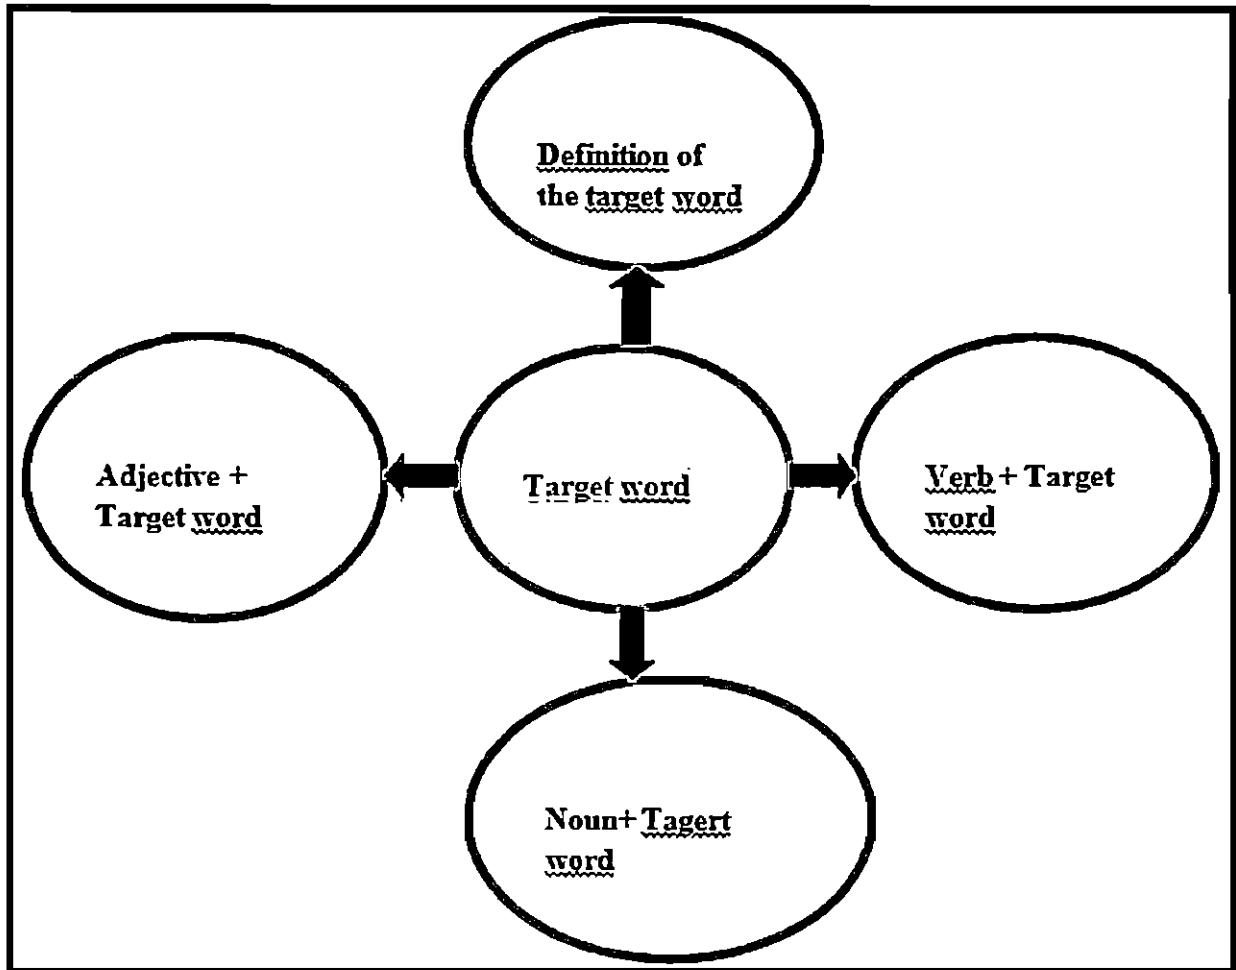 Definition of
the target word
Adjective +
Target word
Target word
Verb + Target
word
Noun+ Tagert
word